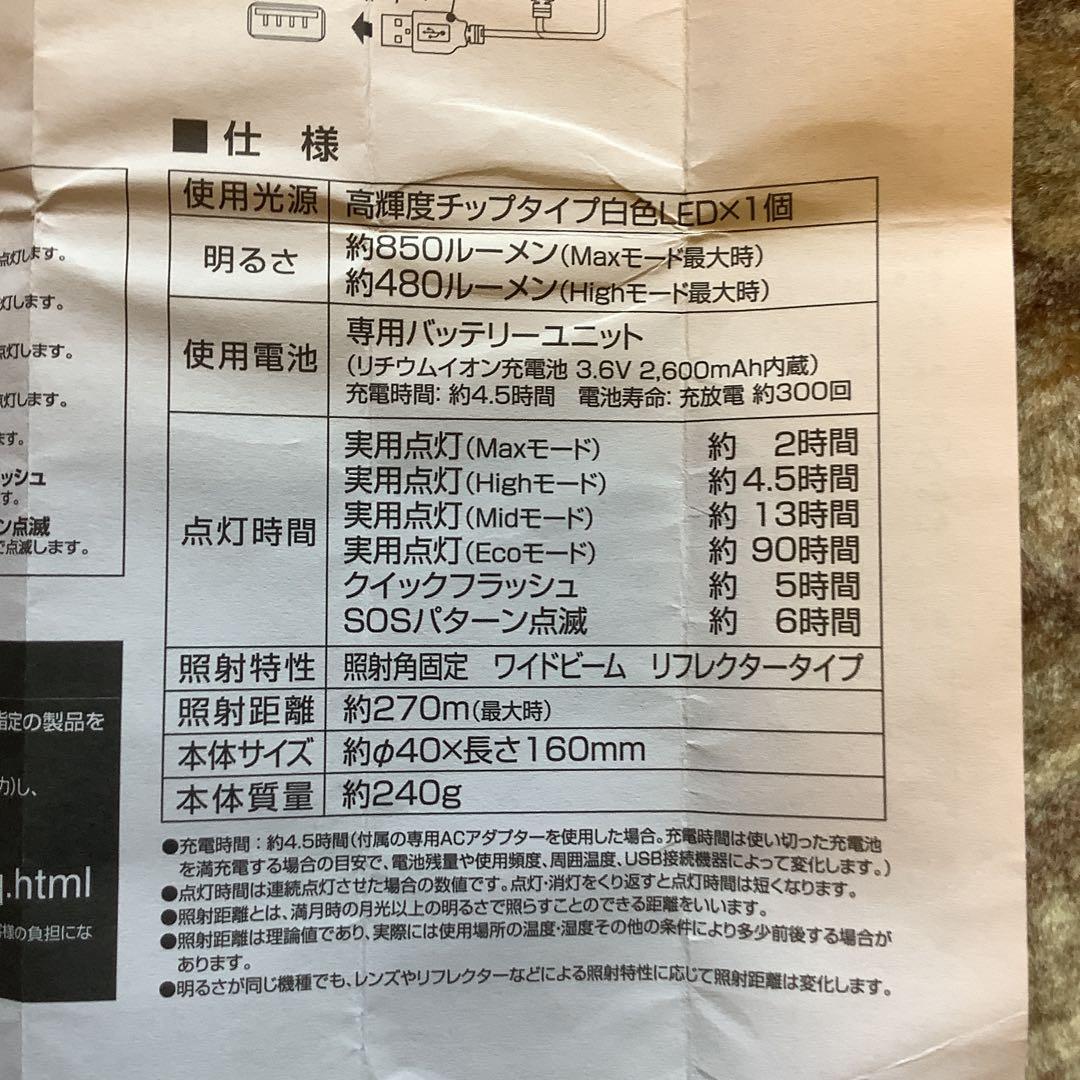 ■仕 様
使用光源 高輝度チップタイプ白色LED×1個
明るさ 約850ルーメン(Maxモード最大時)
約480ルーメン(Highモード最大時)
使用電池 専用バッテリーユニット
(リチウムイオン充電池 3.6V 2,600mAh内蔵)
充電時間: 約4.5時間 電池寿命: 充放電 約300回
点灯時間
実用点灯(Maxモード) 約 2時間
実用点灯(Highモード) 約4.5時間
実用点灯(Midモード) 約 13時間
実用点灯(Ecoモード) 約 90時間
クイックフラッシュ 約 5時間
SOSパターン点滅 約 6時間
照射特性 照射角固定 ワイドビーム リフレクタータイプ
照射距離 約270m(最大時)
本体サイズ 約φ40×長さ160mm
本体質量 約240g
●充電時間：約4.5時間(付属の専用ACアダプターを使用した場合。充電時間は使い切った充電池
を満充電する場合の目安で、電池残量や使用頻度、周囲温度、USB接続機器によって変化します。)
●点灯時間は連続点灯させた場合の数値です。点灯・消灯をくり返すと点灯時間は短くなります。
●照射距離とは、満月時の月光以上の明るさで照らすことのできる距離をいいます。
●照射距離は理論値であり、実際には使用場所の温度・湿度その他の条件により多少前後する場合が
あります。
●明るさが同じ機種でも、レンズやリフレクターなどによる照射特性に応じて照射距離は変化します。
点灯します。
灯します。
点灯します。
点灯します。
ます。
ッシュ
す。
ン点滅
で点滅します。
指定の製品を
力)し、
.html
様の負担にな